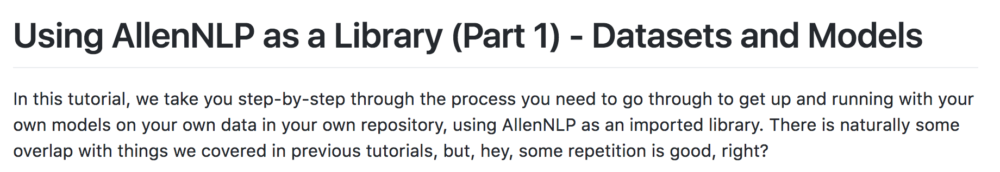 Using AllenNLP as a Library (Part 1) - Datasets and Models
In this tutorial, we take you step-by-step through the process you need to go through to get up and running with your
own models on your own data in your own repository, using AllenNLP as an imported library. There is naturally some
overlap with things we covered in previous tutorials, but, hey, some repetition is good, right?